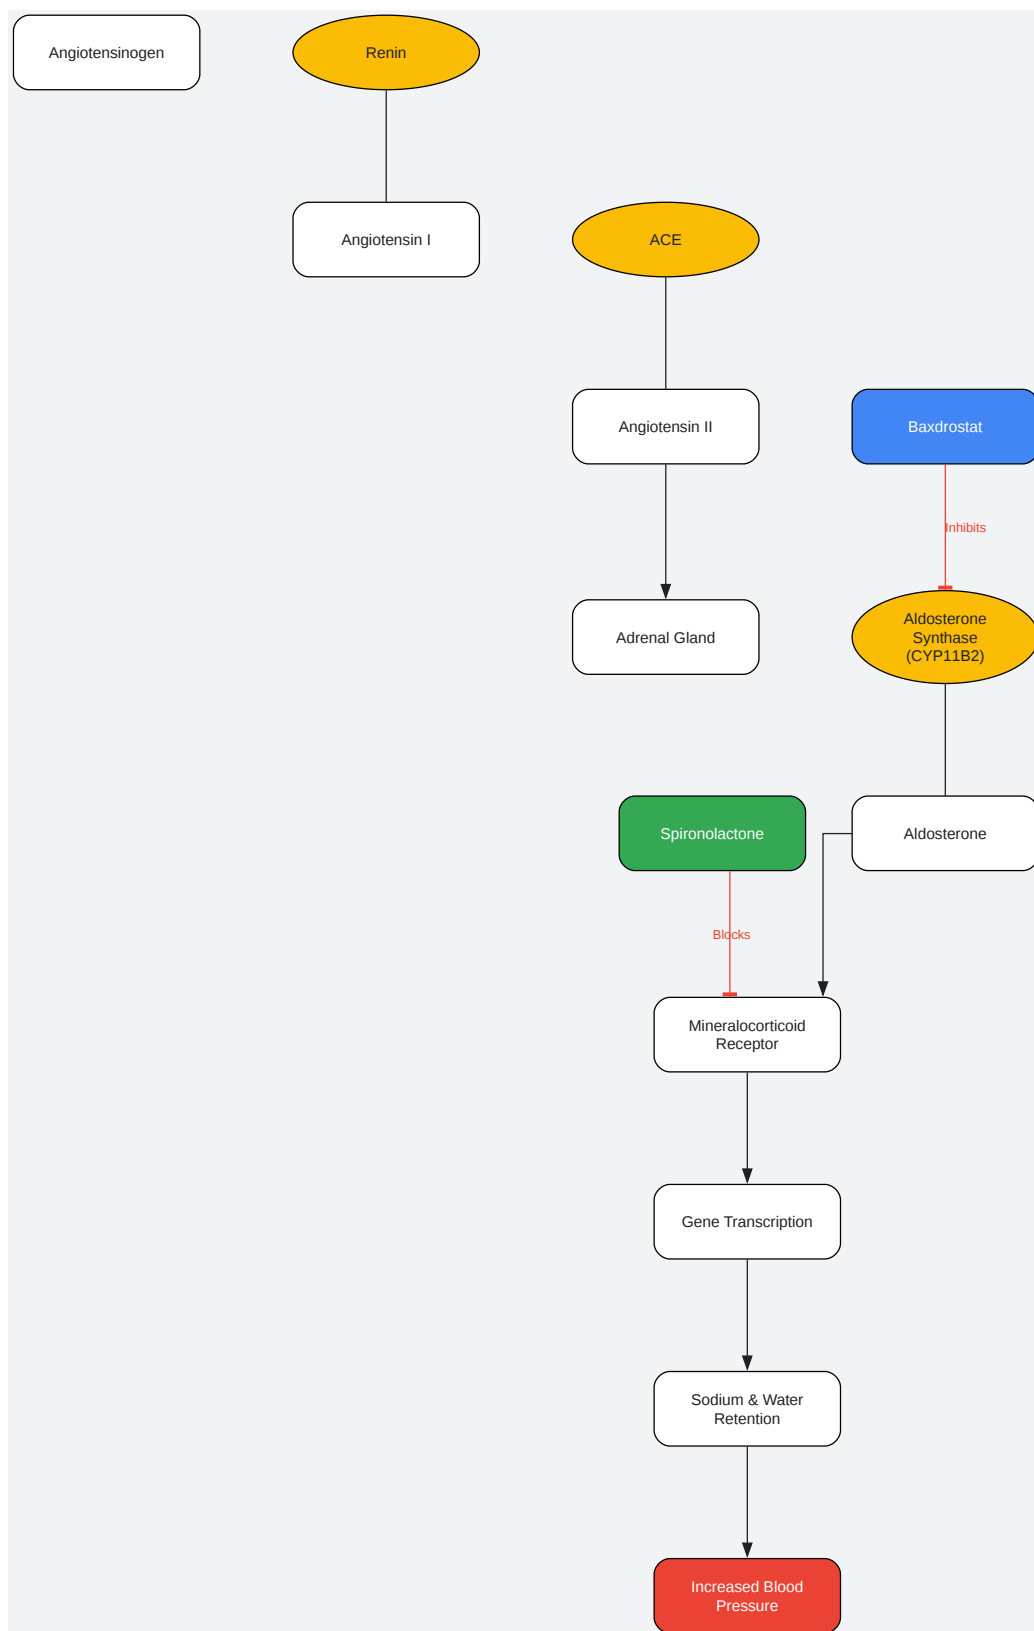 Angiotensinogen
Renin
Angiotensin I
ACE
Angiotensin II
Baxdrostat
Inhibits
Adrenal Gland
Aldosterone
Synthase
(CYP11B2)
Spironolactone
Aldosterone
Blocks
Mineralocorticoid
Receptor
Gene Transcription
Sodium & Water
Retention
Increased Blood
Pressure